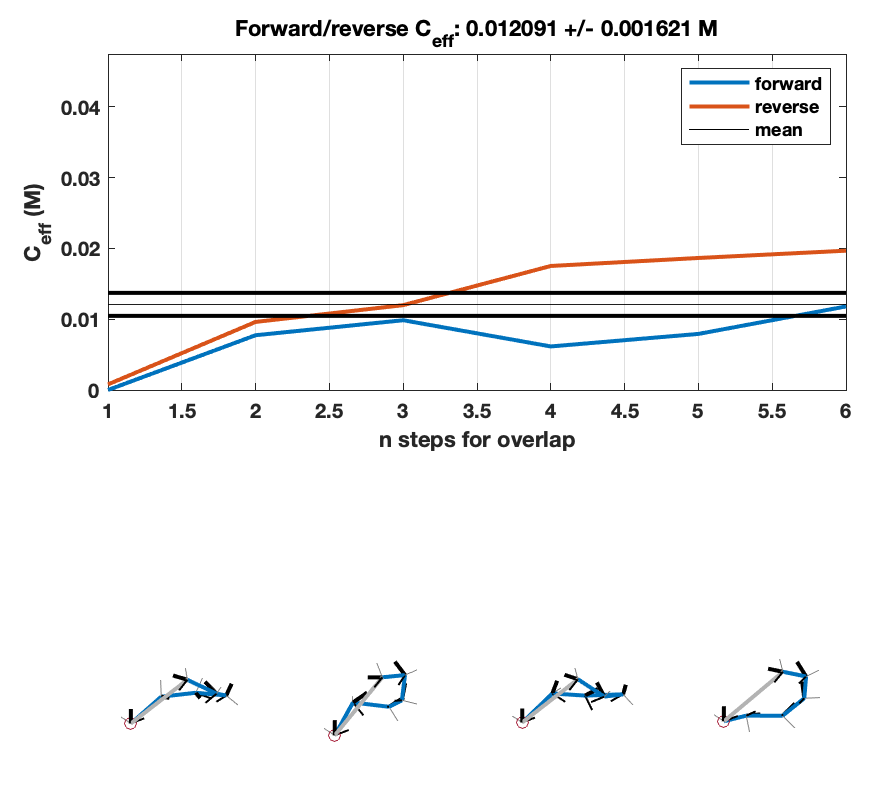 Forward/reverse Ceff: 0.012091 +/- 0.001621 M
forward
reverse
mean
0.04
0.03
0.02
0.01
0
Ceff (M)
1 1.5 2 2.5 3 3.5 4 4.5 5 5.5 6
n steps for overlap